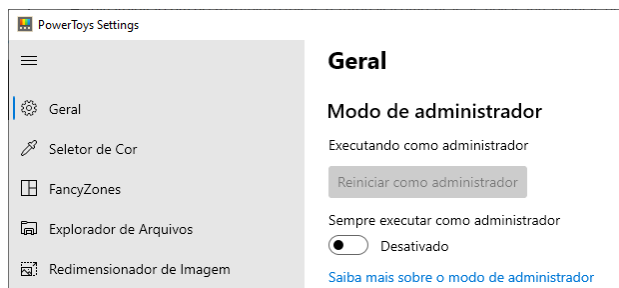 PowerToys Settings
Geral
Seletor de Cor
FancyZones
Explorador de Arquivos
Redimensionador de Imagem
Geral
Modo de administrador
Executando como administrador
Reiniciar como administrador
Sempre executar como administrador
Desativado
Saiba mais sobre o modo de administrador